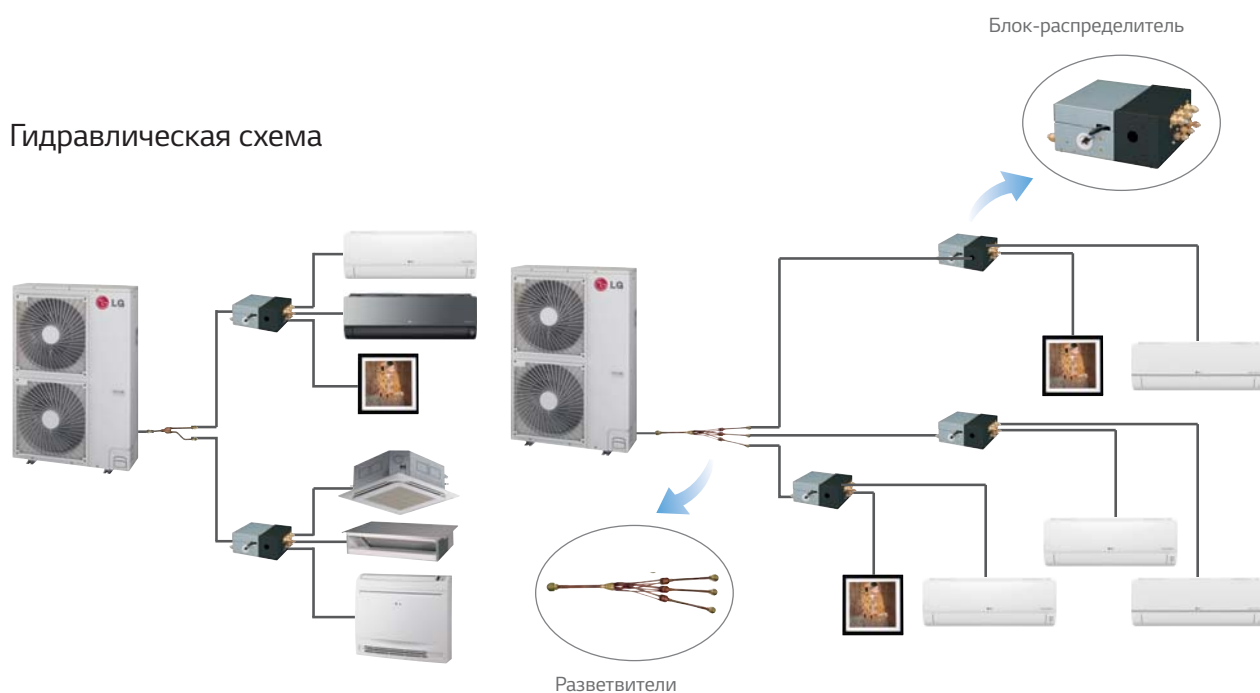 Блок-распределитель
Гидравлическая схема
LG
LG
Разветвители